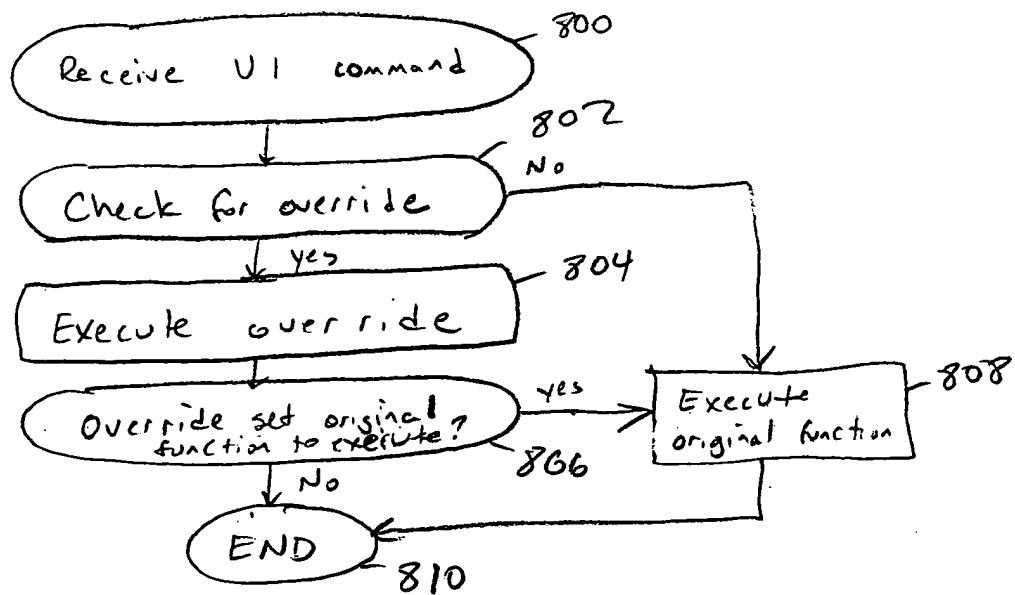 800
Receive UI command
802
No
Check for override
yes
804
Execute override
Override set original
function to execute?
yes
806
Execute
original function
808
No
END
810